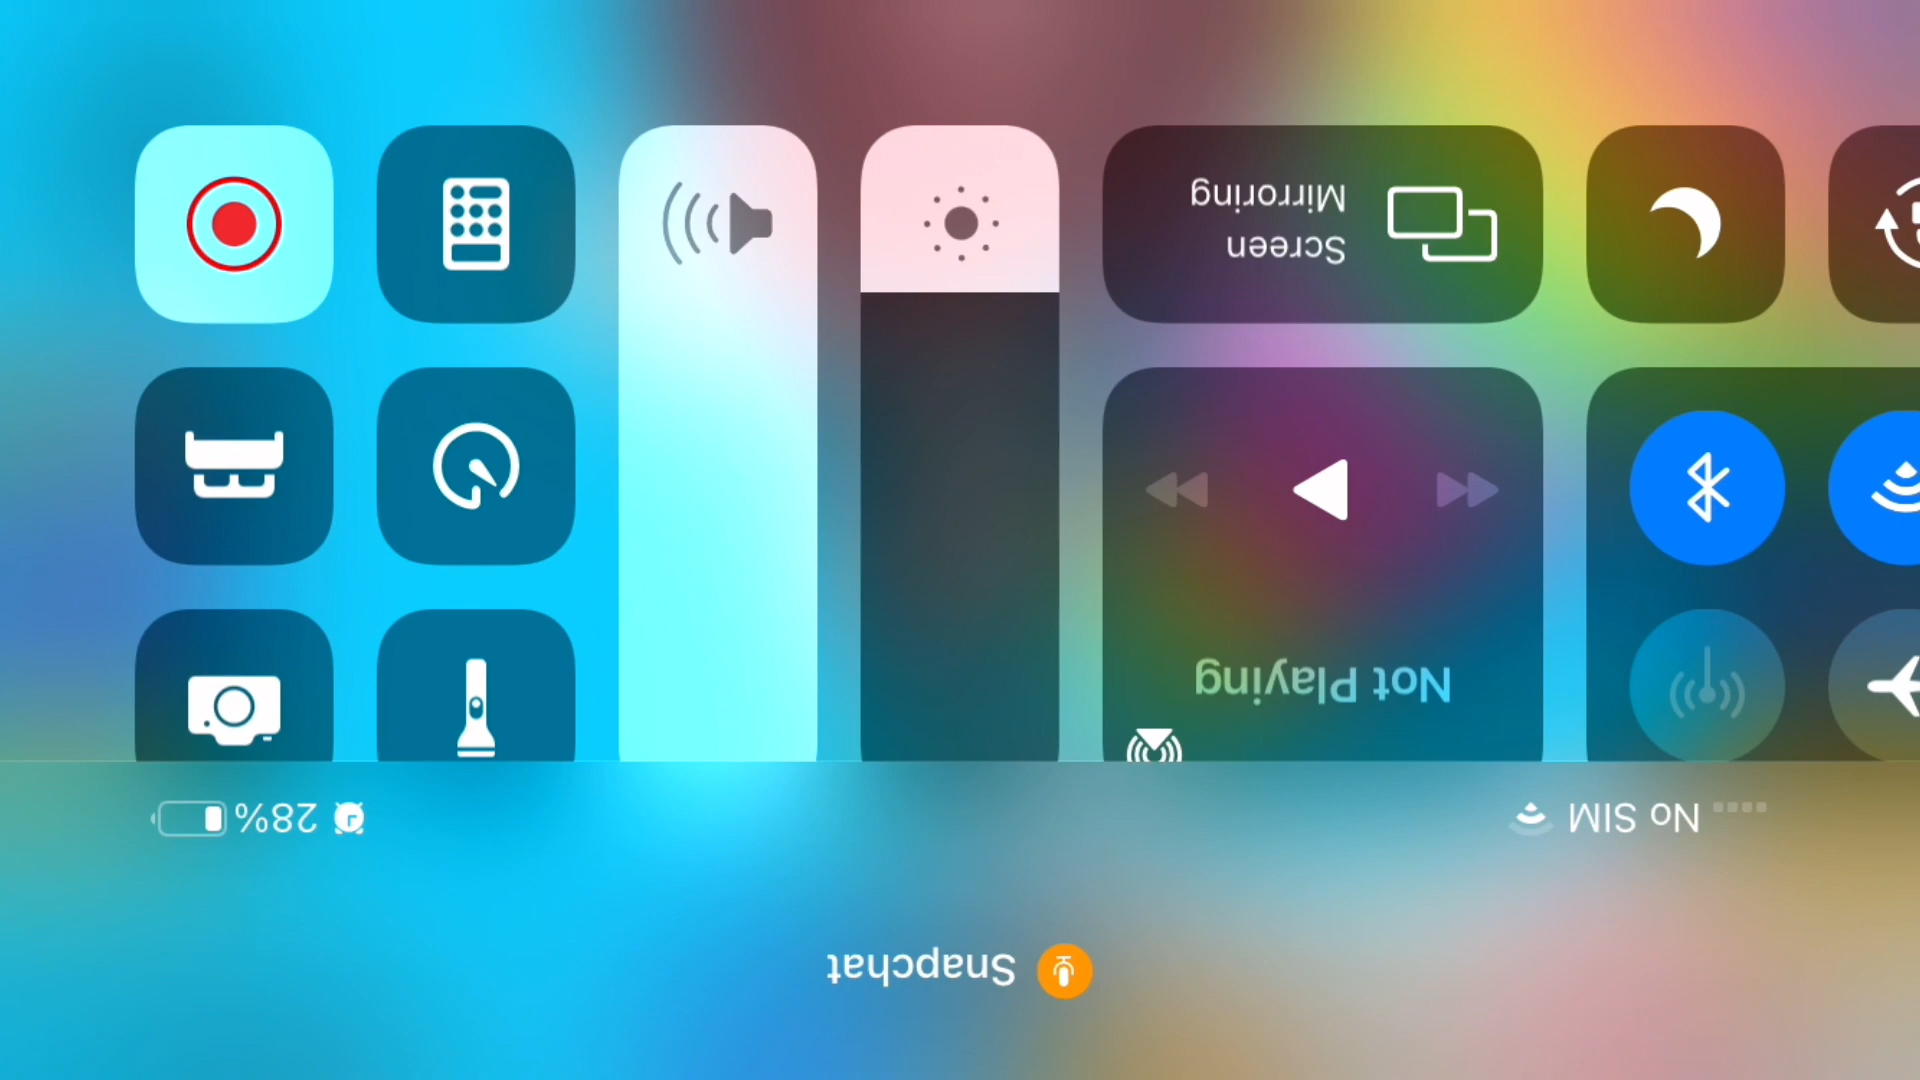 Snapchat
No SIM
28%
Not Playing
Screen
Mirroring